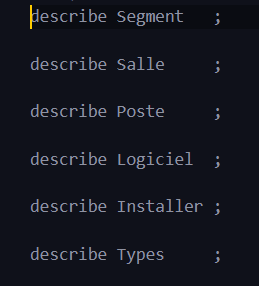 describe Segment   ;
describe Salle     ;
describe Poste     ;
describe Logiciel  ;
describe Installer ;
describe Types     ;